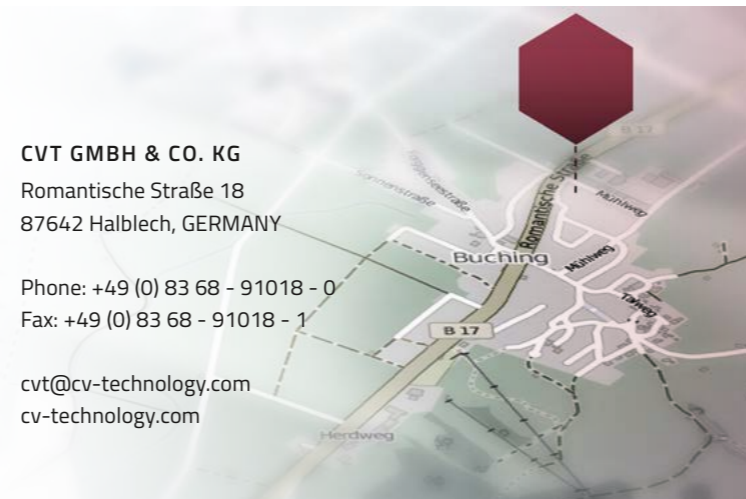 CVT GMBH & CO. KG
Romantische Straße 18
87642 Halblech, GERMANY
Phone: +49 (0) 83 68 - 91018 - 0
Fax: +49 (0) 83 68 - 91018 - 1
cvt@cv-technology.com
cv-technology.com
B 17
Sonnenstraße
Romantische Straße
Mühlweg
Buching
Mühlweg
Talweg
B 17
Herdweg